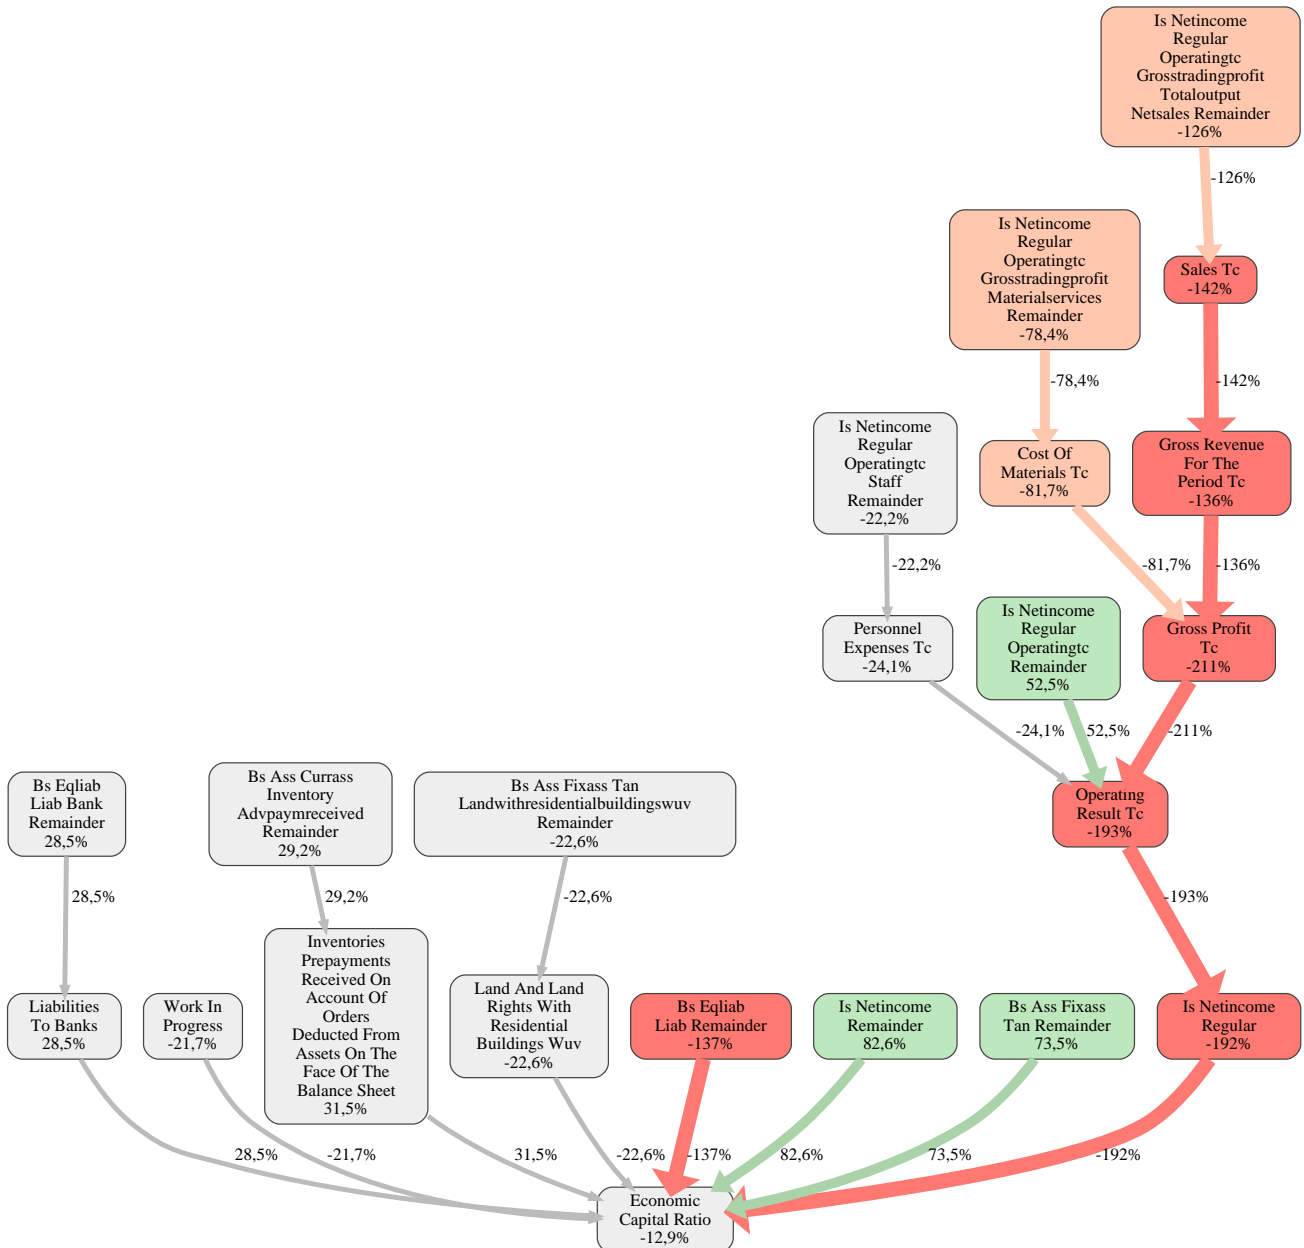 Is Netincome
Regular
Operatingtc
Grosstradingprofit
Totaloutput
Netsales Remainder
-126%
-126%
Is Netincome
Regular
Operatingtc
Grosstradingprofit
Materialservices
Remainder
-78,4%
Sales Tc
-142%
-78,4%
-142%
Is Netincome
Regular
Operatingtc
Staff
Remainder
-22,2%
Cost Of
Materials Tc
-81,7%
Gross Revenue
For The
Period Tc
-136%
-22,2%
-81,7%
-136%
Personnel
Expenses Tc
-24,1%
Is Netincome
Regular
Operatingtc
Remainder
52,5%
Gross Profit
Tc
-211%
-24,1%
52,5%
-211%
Bs Eqliab
Liab Bank
Remainder
28,5%
Bs Ass Currass
Inventory
Advpaymreceived
Remainder
29,2%
Bs Ass Fixass Tan
Landwithresidentialbuildingswuv
Remainder
-22,6%
Operating
Result Tc
-193%
28,5%
29,2%
-22,6%
-193%
Liabilities
To Banks
28,5%
Work In
Progress
-21,7%
Inventories
Prepayments
Received On
Account Of
Orders
Deducted From
Assets On The
Face Of The
Balance Sheet
31,5%
Land And Land
Rights With
Residential
Buildings Wuv
-22,6%
Bs Eqliab
Liab Remainder
-137%
Is Netincome
Remainder
82,6%
Bs Ass Fixass
Tan Remainder
73,5%
Is Netincome
Regular
-192%
28,5%
-21,7%
31,5%
-22,6%
-137%
82,6%
73,5%
-192%
Economic
Capital Ratio
-12,9%